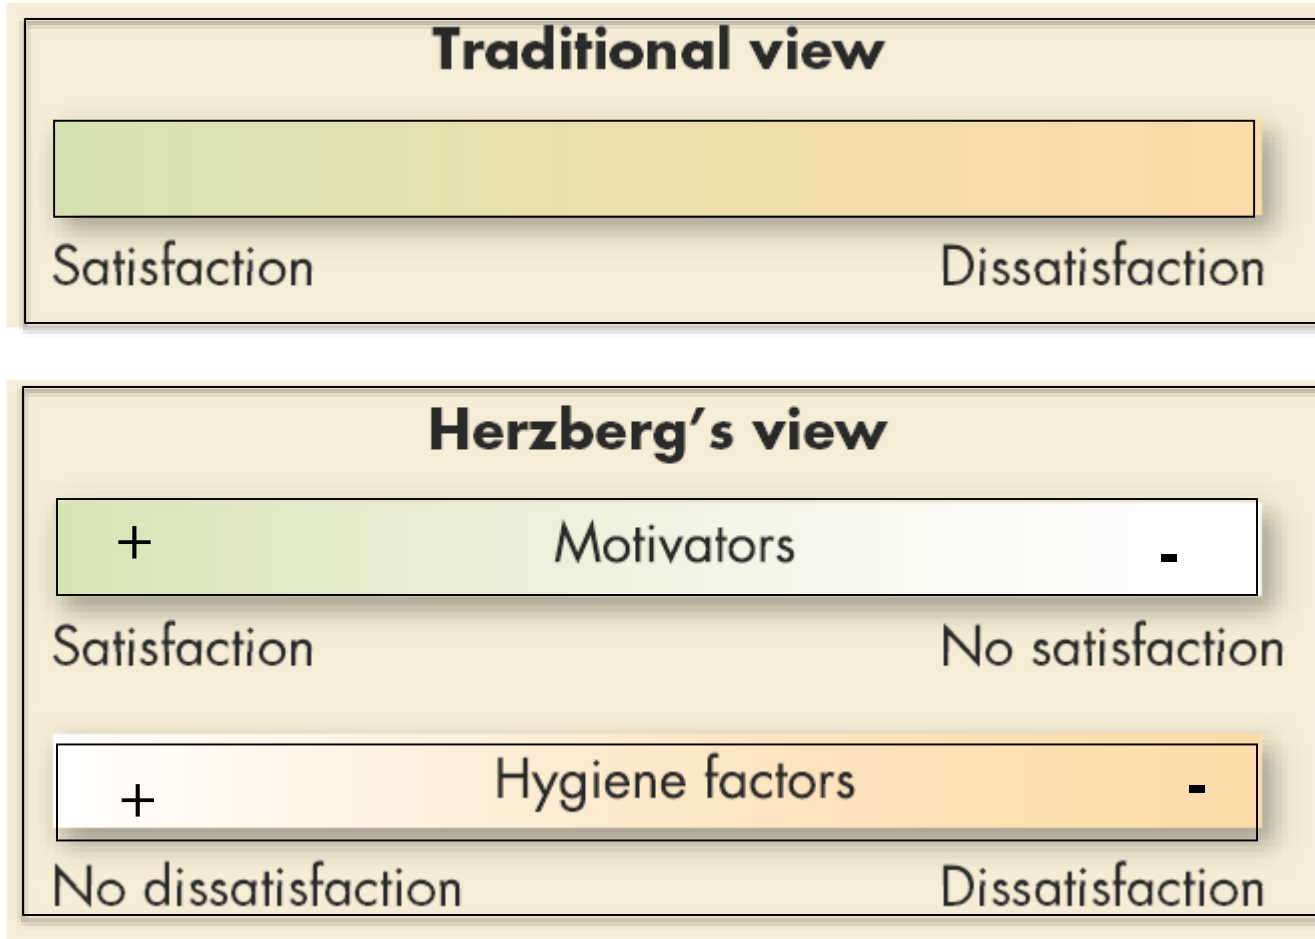 Traditional view
Satisfaction Dissatisfaction
Herzberg’s view
+ Motivators -
Satisfaction No satisfaction
+ Hygiene factors -
No dissatisfaction Dissatisfaction